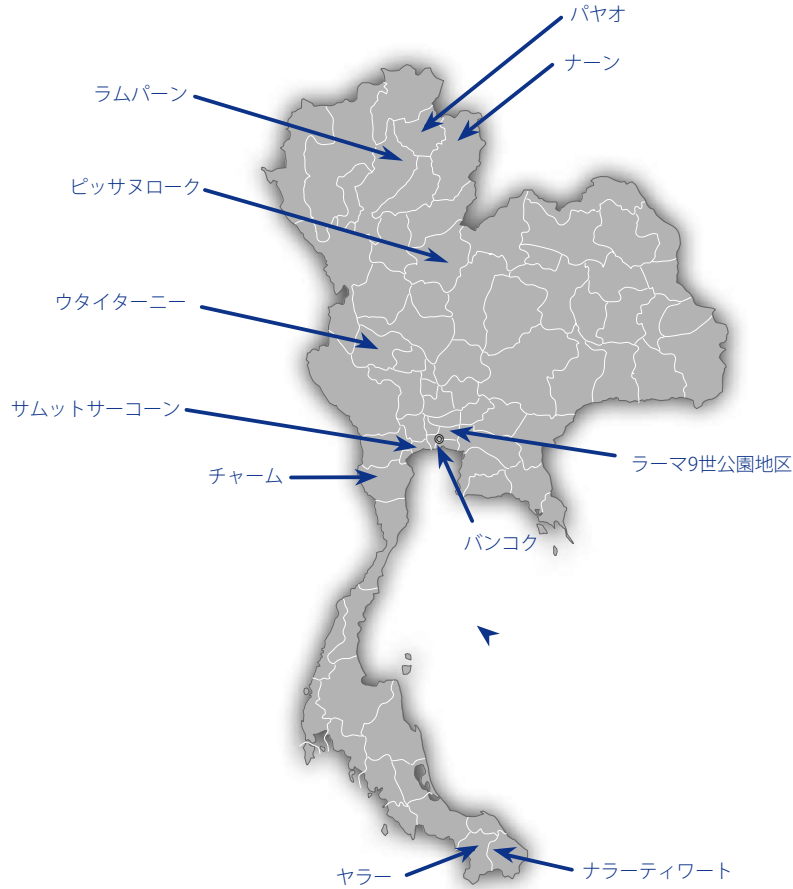 パヤオ
ナーン
ラムパーン
ピッサヌローク
ウタイターニー
サムットサーコーン
ラーマ9世公園地区
チャーム
バンコク
ヤラー
ナラーティワート